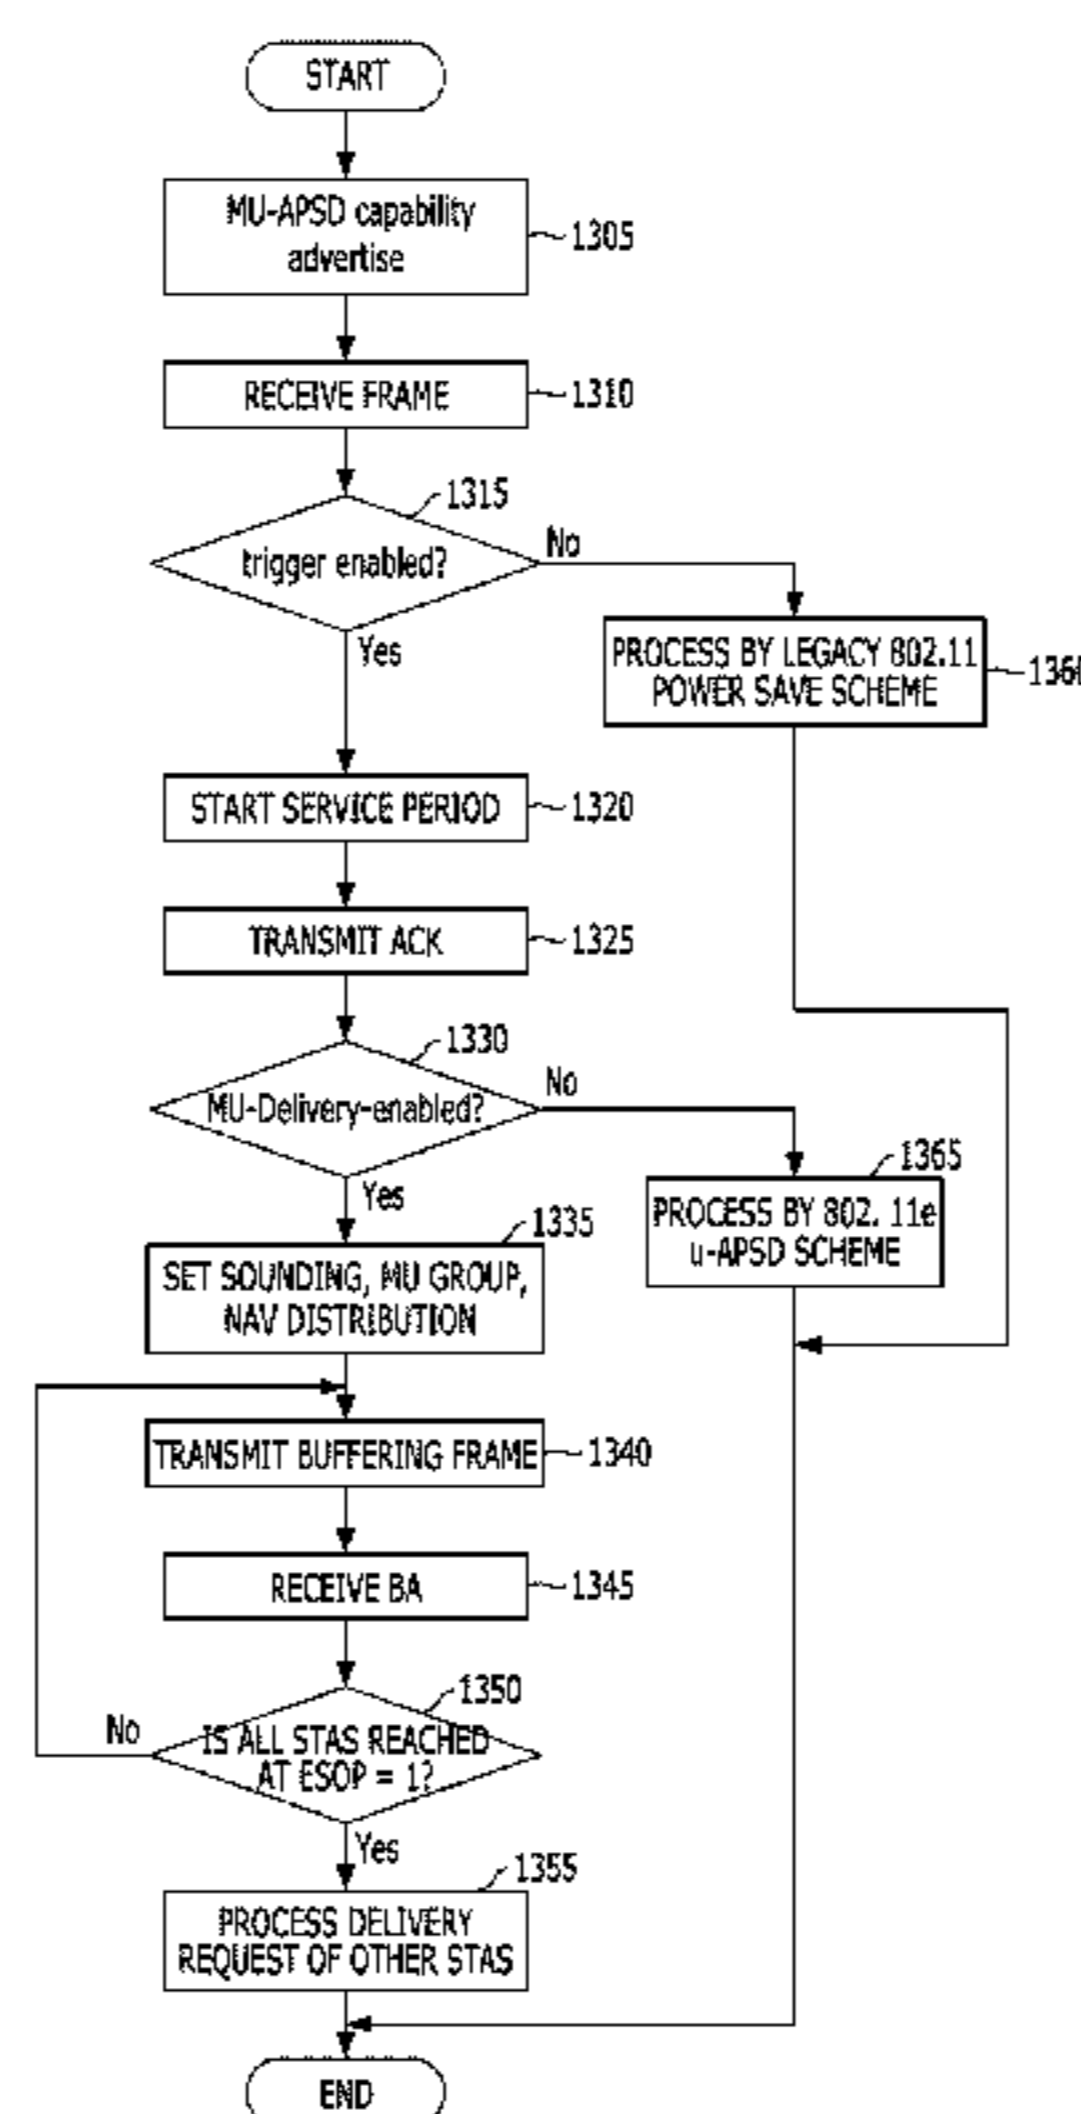 START
MU-APSD capability
advertise
1305
RECEIVE FRAME
1310
1315
trigger enabled?
No
Yes
PROCESS BY LEGACY 802.11
POWER SAVE SCHEME
START SERVICE PERIOD
1320
TRANSMIT ACK
1325
1330
MU-Delivery-enabled?
No
Yes
1365
PROCESS BY 802. 11e
u-APSD SCHEME
1335
SET SOUNDING, MU GROUP,
NAV DISTRIBUTION
TRANSMIT BUFFERING FRAME
1340
RECEIVE BA
1345
1350
IS ALL STAS REACHED
AT ESOP = 1?
No
Yes
1355
PROCESS DELIVERY
REQUEST OF OTHER STAS
END